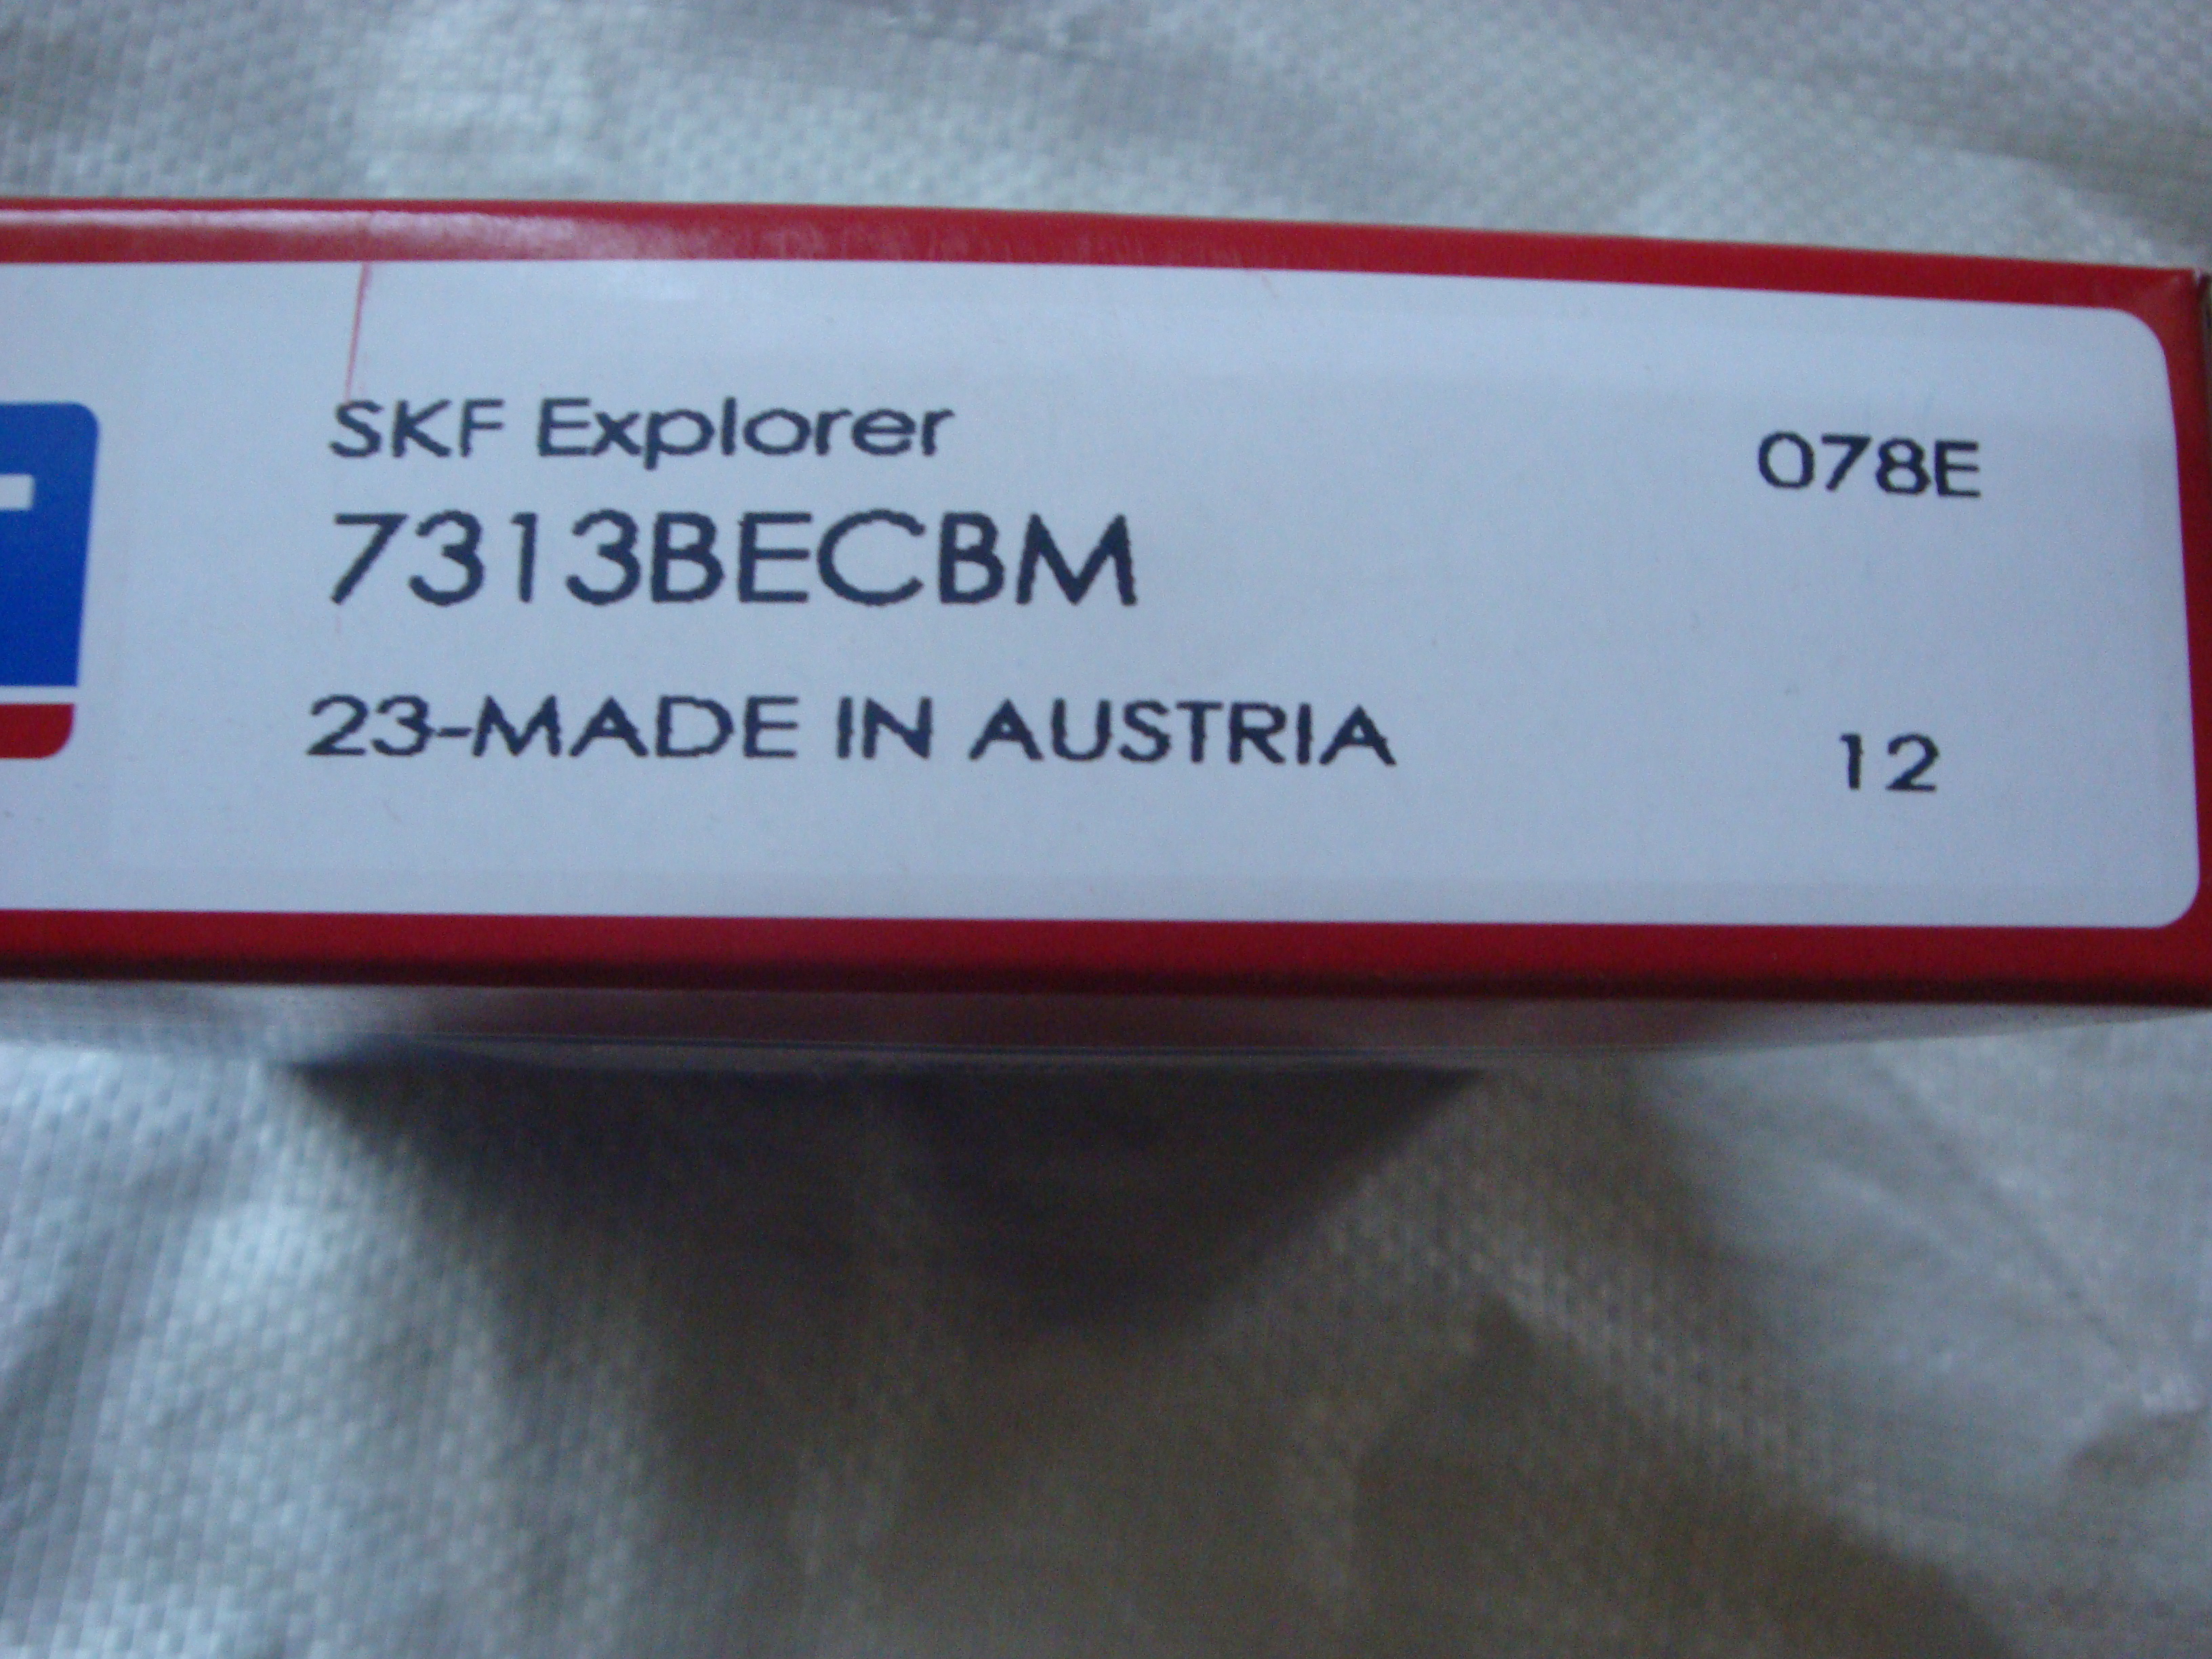 SKF Explorer
078E
7313BECBM
23-MADE IN AUSTRIA
12